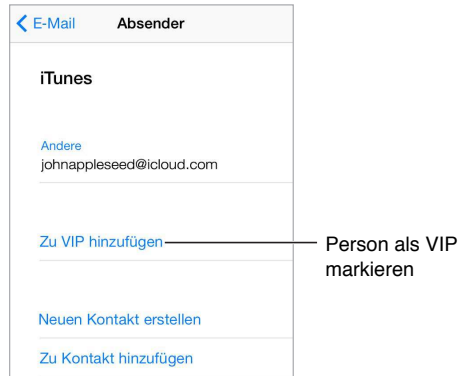 E-Mail Absender
iTunes
Andere
johnappleseed@icloud.com
Zu VIP hinzufügen
Person als VIP
markieren
Neuen Kontakt erstellen
Zu Kontakt hinzufügen